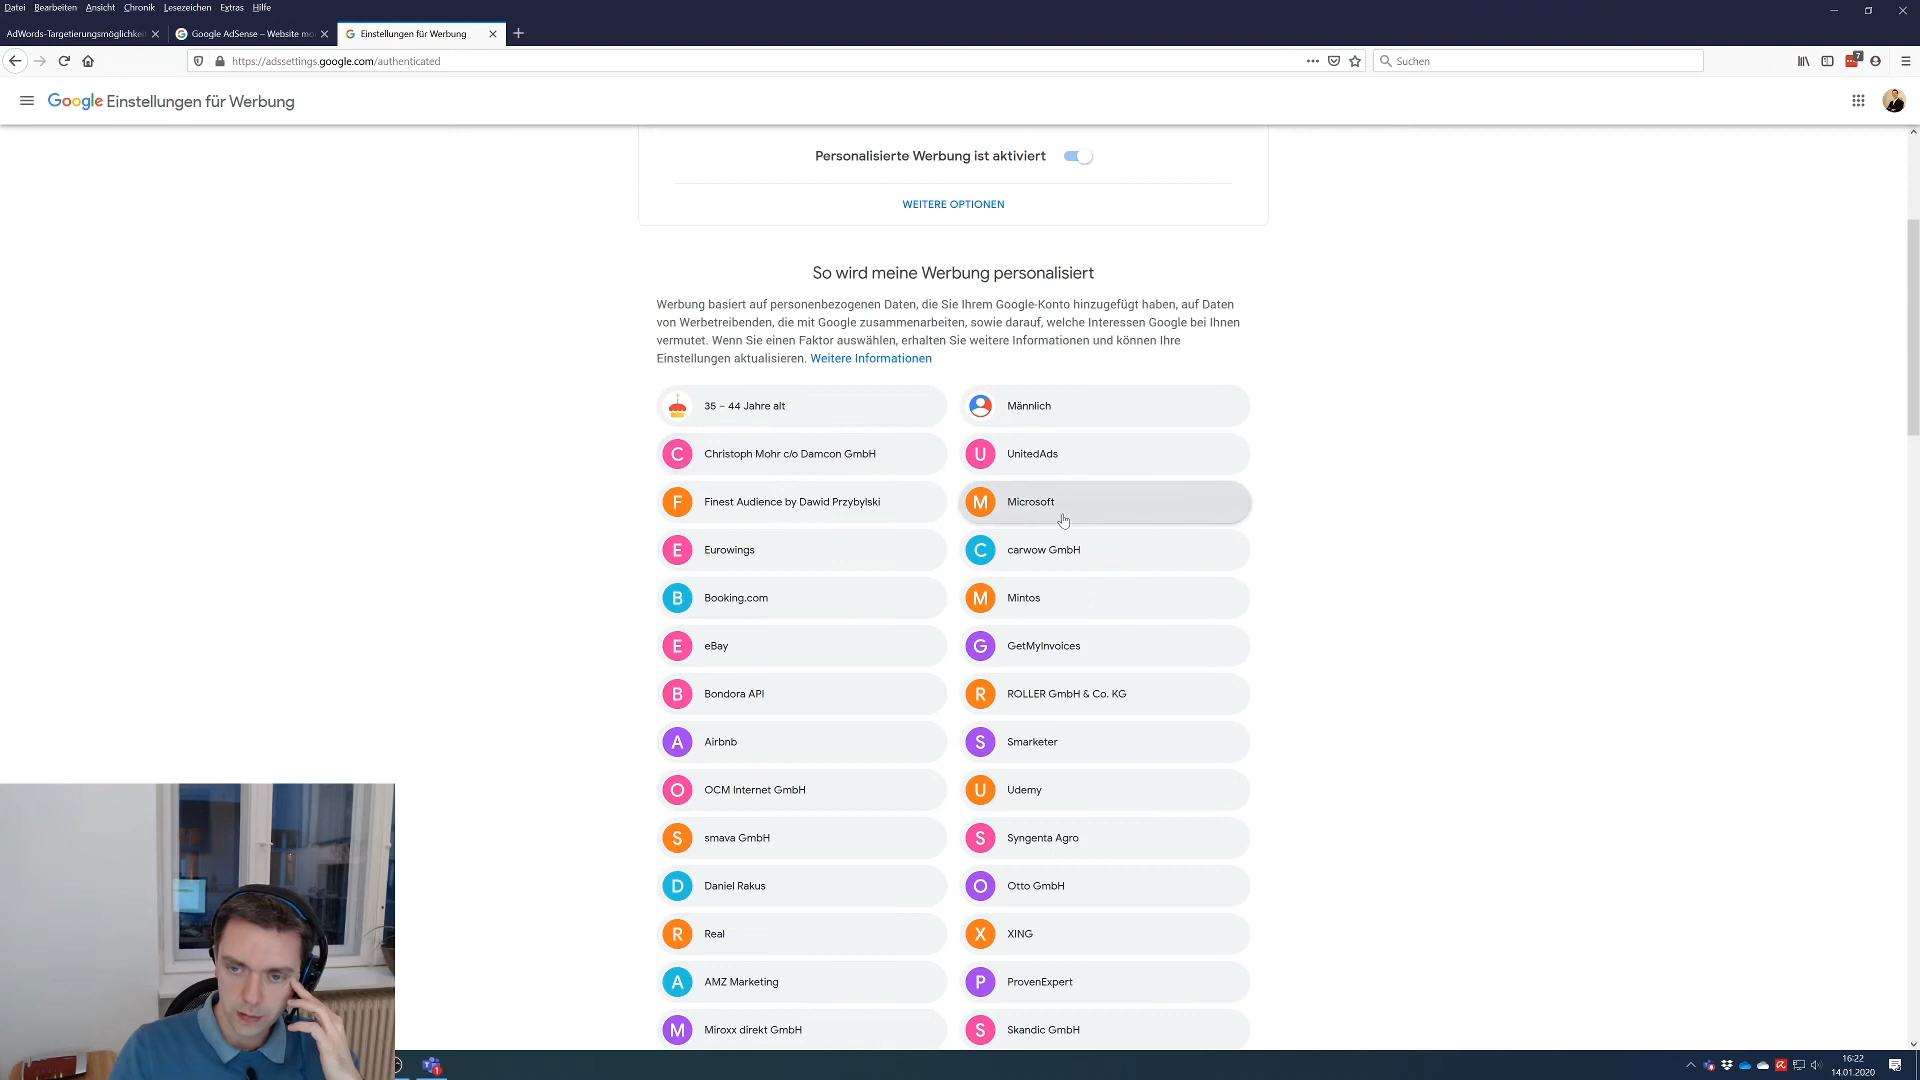 Datei Bearbeiten Ansicht Chronik Lesezeichen Extras Hilfe
AdWords-Targetierungsmöglichkei
Google AdSense – Website mo
Einstellungen für Werbung
https://adssettings.google.com/authenticated
Suchen
7
Google Einstellungen für Werbung
Personalisierte Werbung ist aktiviert
WEITERE OPTIONEN
So wird meine Werbung personalisiert
Werbung basiert auf personenbezogenen Daten, die Sie Ihrem Google-Konto hinzugefügt haben, auf Daten
von Werbetreibenden, die mit Google zusammenarbeiten, sowie darauf, welche Interessen Google bei Ihnen
vermutet. Wenn Sie einen Faktor auswählen, erhalten Sie weitere Informationen und können Ihre
Einstellungen aktualisieren. Weitere Informationen
35 – 44 Jahre alt
Männlich
C Christoph Mohr c/o Damcon GmbH
U UnitedAds
F Finest Audience by Dawid Przybylski
M Microsoft
E Eurowings
C carwow GmbH
B Booking.com
M Mintos
E eBay
G GetMyInvoices
B Bondora API
R ROLLER GmbH & Co. KG
A Airbnb
S Smarketer
O OCM Internet GmbH
U Udemy
S smava GmbH
S Syngenta Agro
D Daniel Rakus
O Otto GmbH
R Real
X XING
A AMZ Marketing
P ProvenExpert
M Miroxx direkt GmbH
S Skandic GmbH
1
16:22
14.01.2020